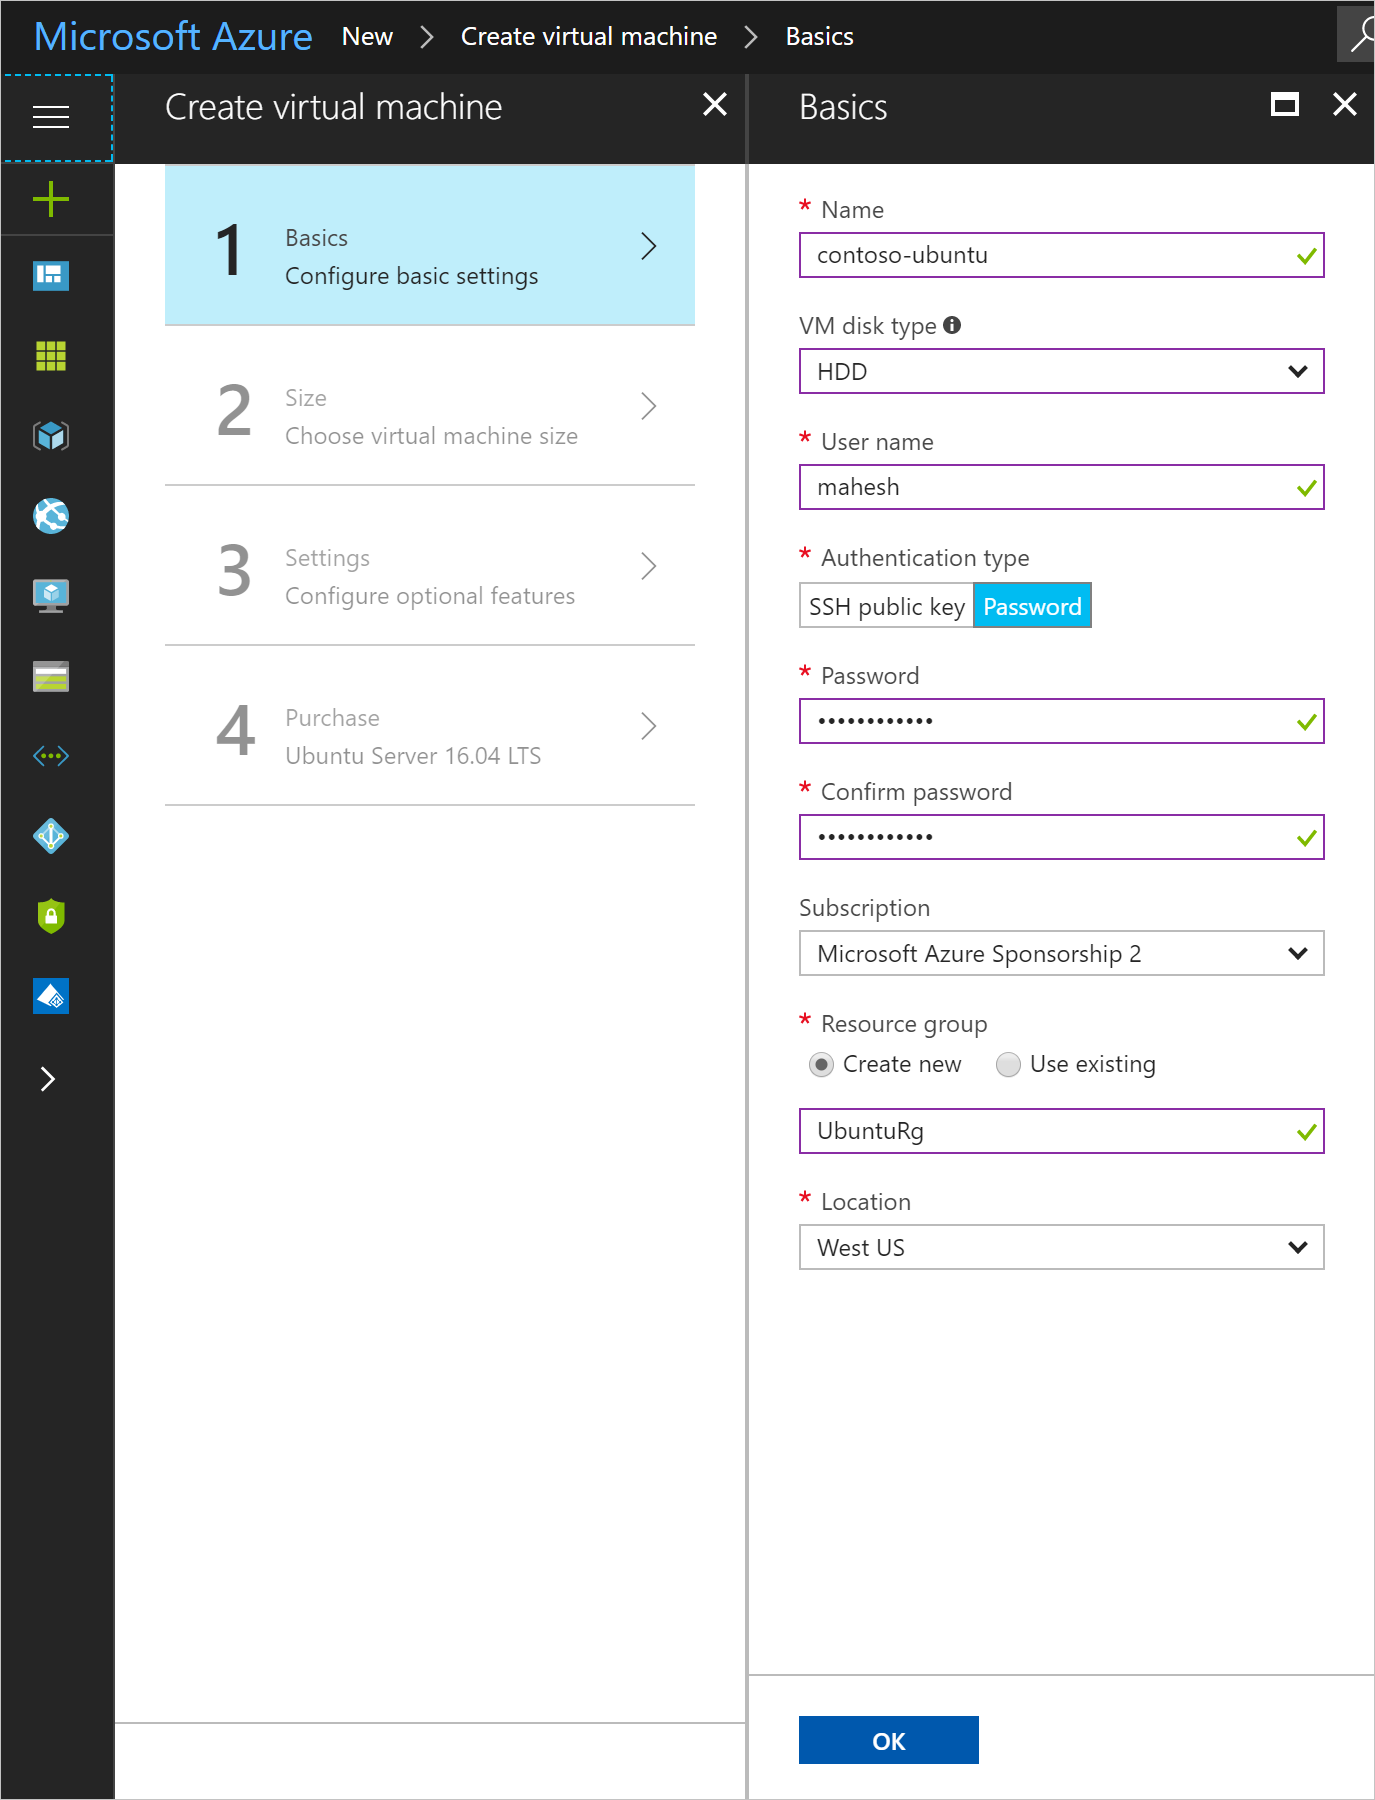 Microsoft Azure New Create virtual machine Basics
Create virtual machine
1
Basics
Configure basic settings
2
Size
Choose virtual machine size
3
Settings
Configure optional features
4
Purchase
Ubuntu Server 16.04 LTS
Basics
* Name
contoso-ubuntu
VM disk type
HDD
* User name
mahesh
* Authentication type
SSH public key Password
* Password
••••••••••••
* Confirm password
••••••••••••
Subscription
Microsoft Azure Sponsorship 2
* Resource group
Create new Use existing
UbuntuRg
* Location
West US
OK